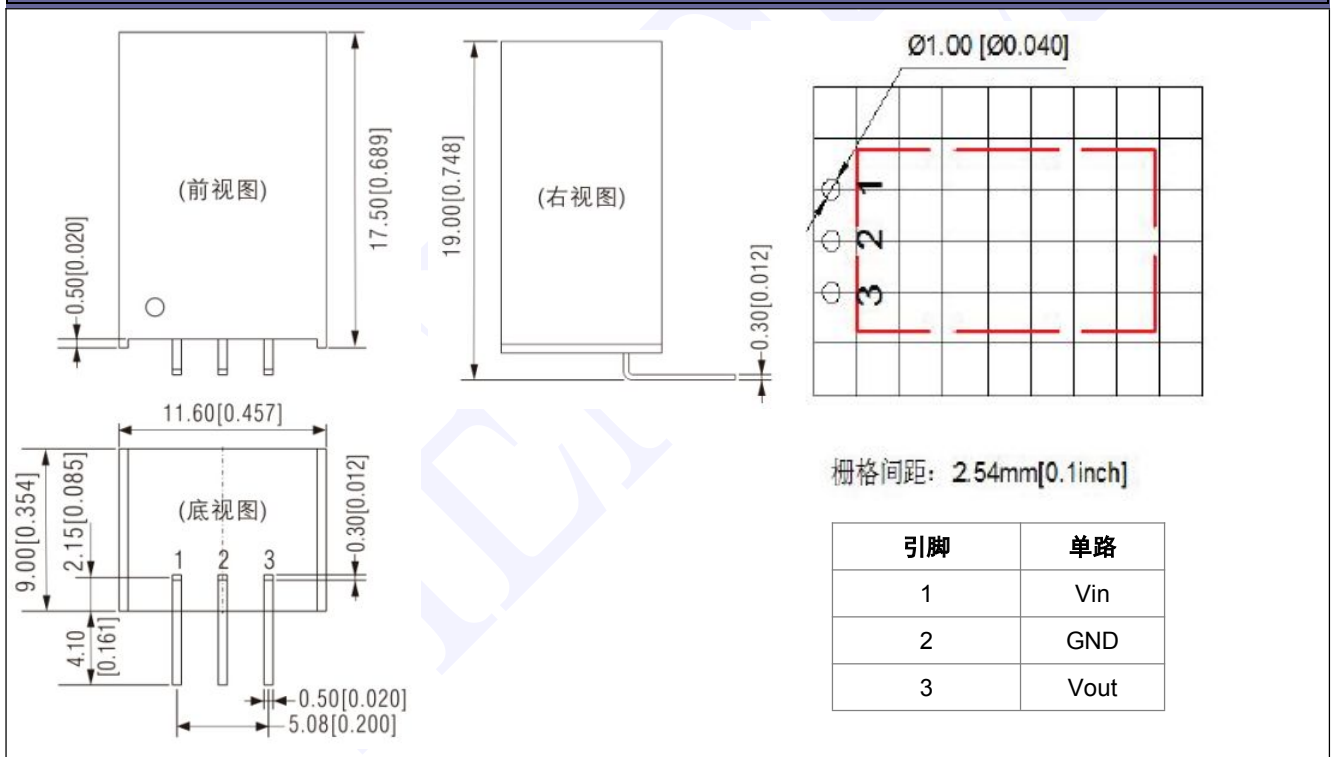 (前视图)
17.50[0.689]
0.50[0.020]
(右视图)
19.00[0.748]
0.30[0.012]
Ø1.00 [Ø0.040]
1
2
3
11.60[0.457]
(底视图)
9.00[0.354]
2.15[0.085]
0.30[0.012]
1 2 3
4.10
[0.161]
0.50[0.020]
5.08[0.200]
栅格间距：2.54mm[0.1inch]
引脚 单路
1 Vin
2 GND
3 Vout